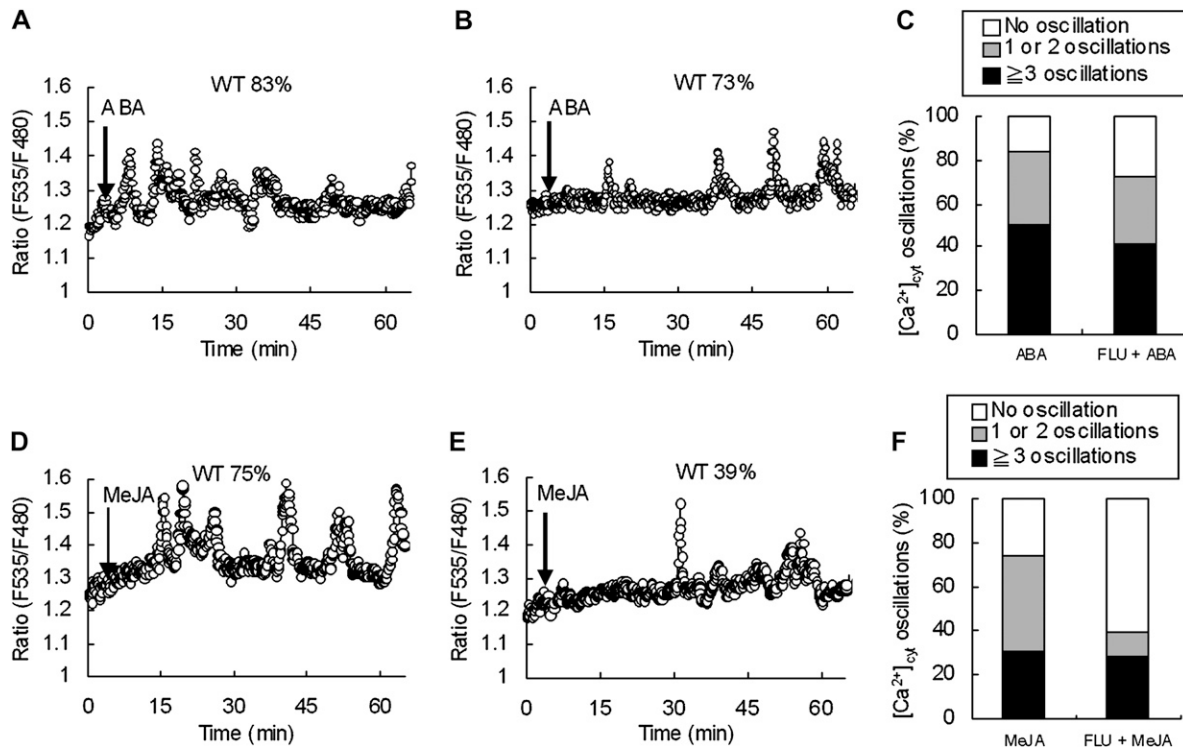 A
WT 83%
ABA
Ratio (F535/F480)
1.6
1.5
1.4
1.3
1.2
1.1
1
0 15 30 45 60
Time (min)
B
WT 73%
ABA
Ratio (F535/F480)
1.6
1.5
1.4
1.3
1.2
1.1
1
0 15 30 45 60
Time (min)
C
No oscillation
1 or 2 oscillations
≧3 oscillations
[Ca²⁺]cyt oscillations (%)
100
80
60
40
20
0
ABA FLU + ABA
D
WT 75%
MeJA
Ratio (F535/F480)
1.6
1.5
1.4
1.3
1.2
1.1
1
0 15 30 45 60
Time (min)
E
WT 39%
MeJA
Ratio (F535/F480)
1.6
1.5
1.4
1.3
1.2
1.1
1
0 15 30 45 60
Time (min)
F
No oscillation
1 or 2 oscillations
≧ 3 oscillations
[Ca²⁺]cyt oscillations (%)
100
80
60
40
20
0
MeJA FLU + MeJA